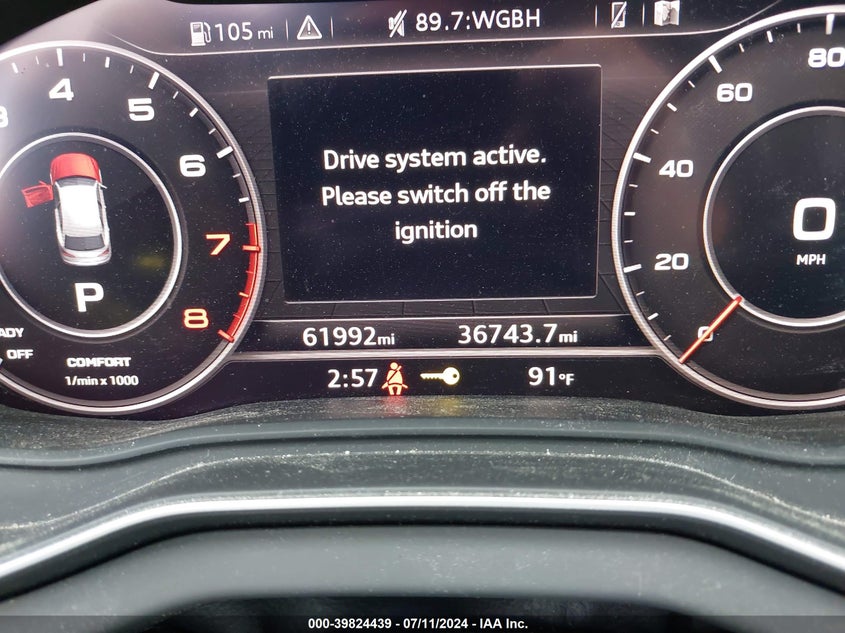 105 mi
89.7:WGBH
3 4 5 6 7 8
P
ADY
OFF
COMFORT
1/min x 1000
Drive system active.
Please switch off the
ignition
61992mi 36743.7mi
2:57 91°F
0 20 40 60 80
0
MPH
000-39824439 - 07/11/2024 - IAA Inc.